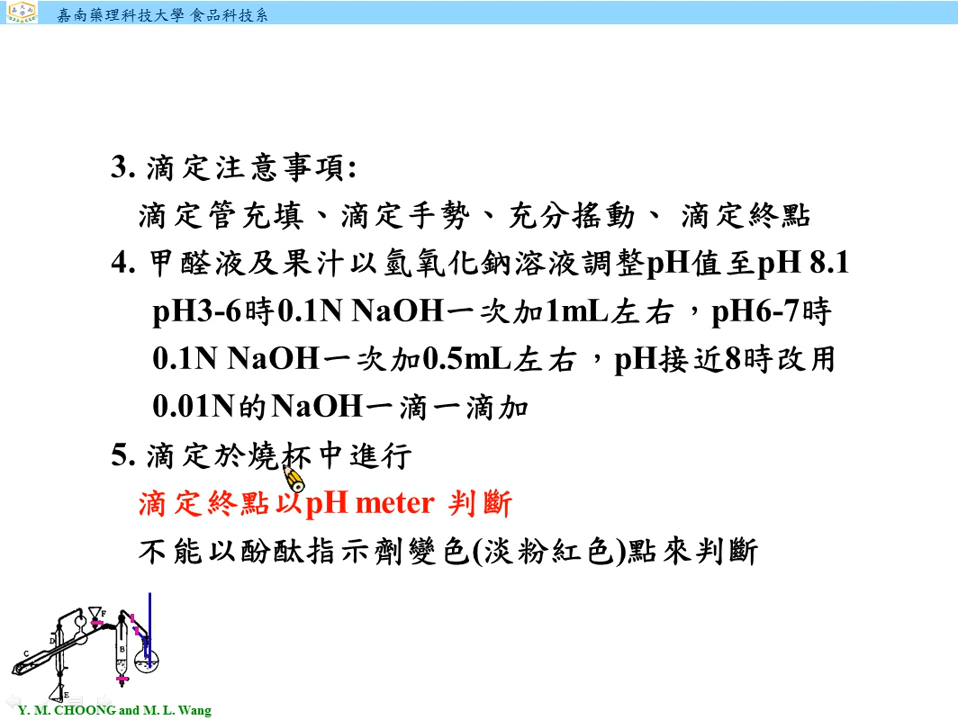 嘉南藥理科技大學 食品科技系
3. 滴定注意事項:
滴定管充填、滴定手勢、充分搖動、 滴定終點
4. 甲醛液及果汁以氫氧化鈉溶液調整pH值至pH 8.1
pH3-6時0.1N NaOH一次加1mL左右，pH6-7時
0.1N NaOH一次加0.5mL左右，pH接近8時改用
0.01N的NaOH一滴一滴加
5. 滴定於燒杯中進行
滴定終點以pH meter 判斷
不能以酚酞指示劑變色(淡粉紅色)點來判斷
F
D
B
C
E
Y. M. CHOONG and M. L. Wang